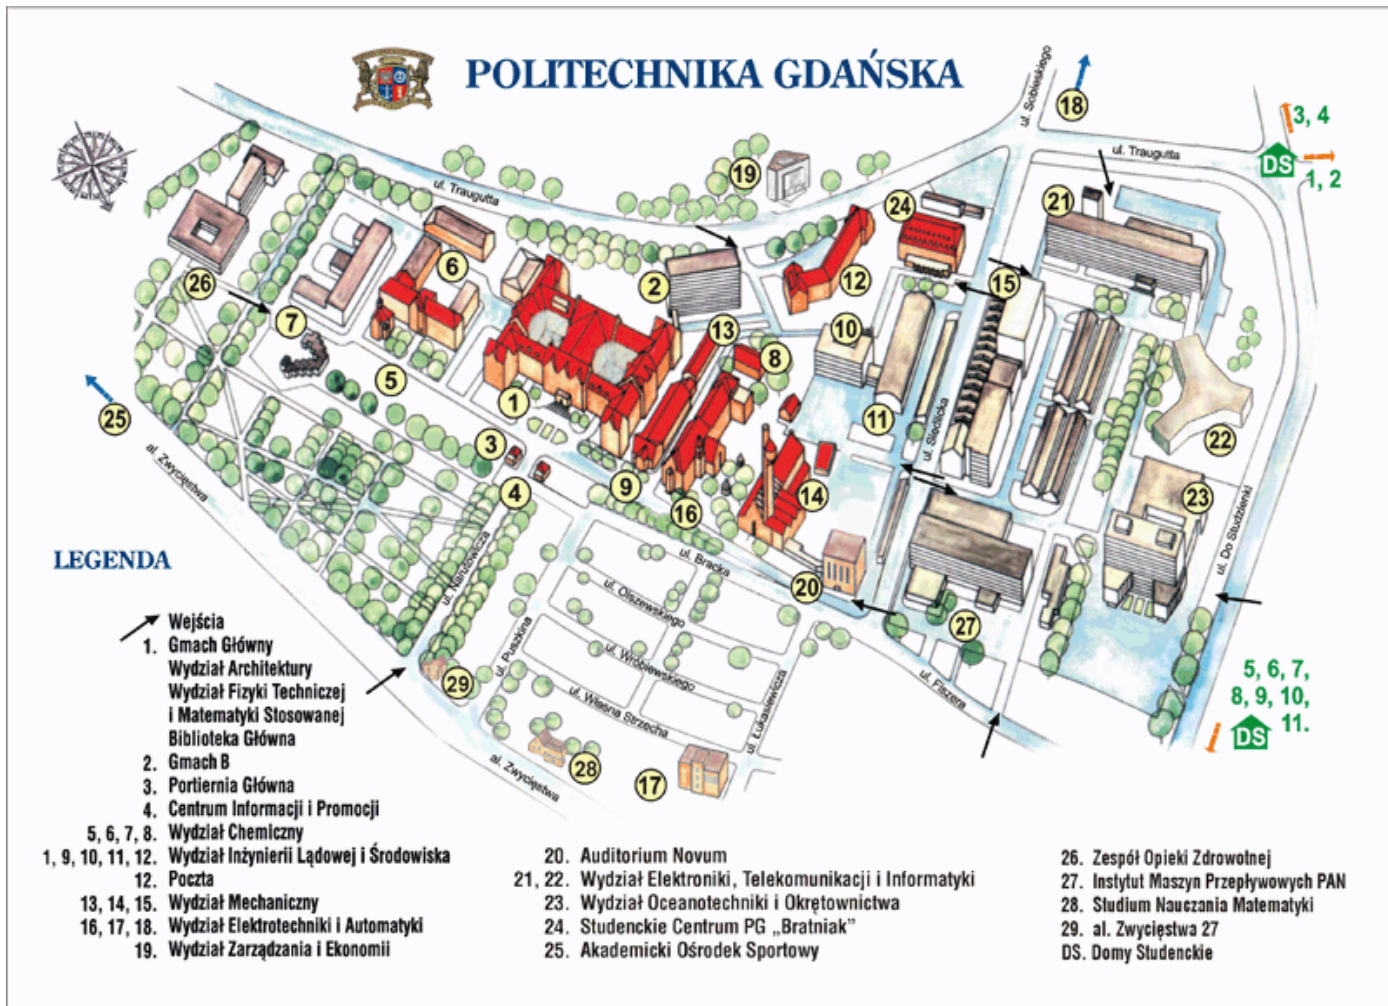 POLITECHNIKA GDAŃSKA
ul. Sobieskiego
18
3, 4
DS
1, 2
ul. Traugutta
19
ul. Traugutta
21
24
26
6
2
12
15
7
13
10
8
5
1
11
22
25
3
ul. Siedlicka
al. Zwycięstwa
4
9
16
14
23
ul. Do Studzienki
ul. Narutowicza
ul. Bracka
20
ul. Olszewskiego
27
ul. Puszkina
ul. Wróblewskiego
29
ul. Własna Strzecha
ul. Łukasiewicza
ul. Fiszera
5, 6, 7,
8, 9, 10,
11.
DS
al. Zwycięstwa
28
17
LEGENDA
Wejścia
1. Gmach Główny
Wydział Architektury
Wydział Fizyki Techniczej
i Matematyki Stosowanej
Biblioteka Główna
2. Gmach B
3. Portiernia Główna
4. Centrum Informacji i Promocji
5, 6, 7, 8. Wydział Chemiczny
1, 9, 10, 11, 12. Wydział Inżynierii Lądowej i Środowiska
12. Poczta
13, 14, 15. Wydział Mechaniczny
16, 17, 18. Wydział Elektrotechniki i Automatyki
19. Wydział Zarządzania i Ekonomii
20. Auditorium Novum
21, 22. Wydział Elektroniki, Telekomunikacji i Informatyki
23. Wydział Oceanotechniki i Okrętownictwa
24. Studenckie Centrum PG „Bratniak”
25. Akademicki Ośrodek Sportowy
26. Zespół Opieki Zdrowotnej
27. Instytut Maszyn Przepływowych PAN
28. Studium Nauczania Matematyki
29. al. Zwycięstwa 27
DS. Domy Studenckie